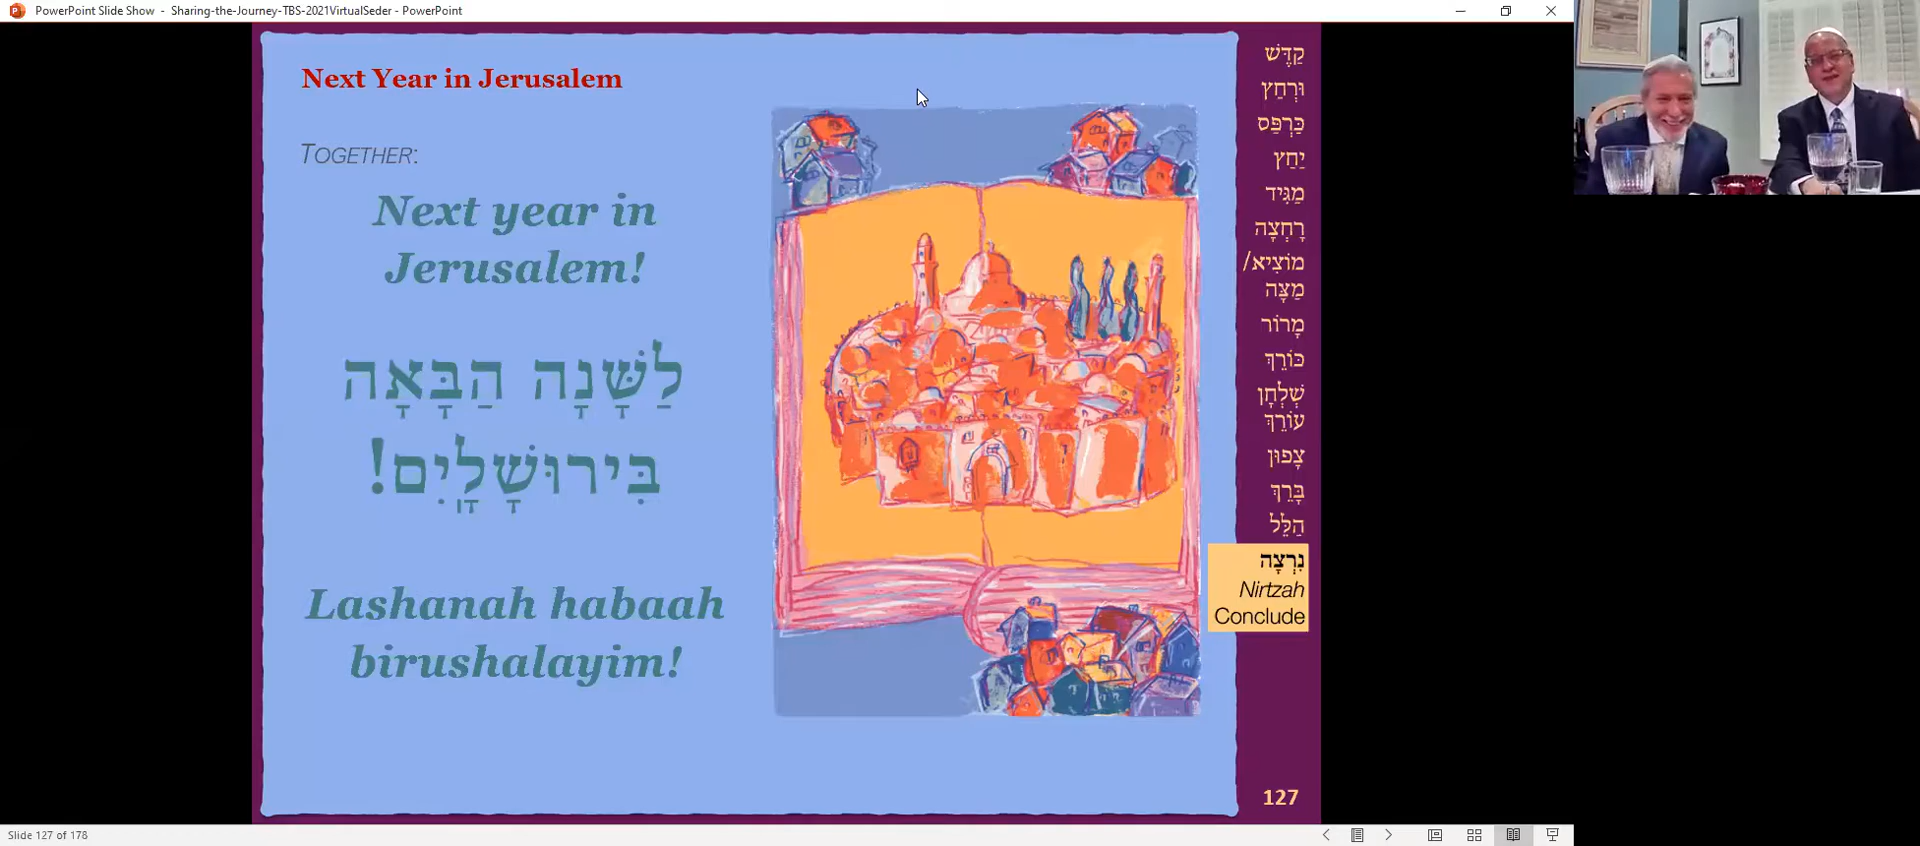 PowerPoint Slide Show - Sharing-the-Journey-TBS-2021VirtualSeder - PowerPoint
Next Year in Jerusalem
TOGETHER:
Next year in
Jerusalem!
לַשָּׁנָה הַבָּאָה
בִּירוּשָׁלָֽיִם!
Lashanah habaah
birushalayim!
קַדֵּשׁ
וּרְחַץ
כַּרְפַּס
יַחַץ
מַגִּיד
רָחְצָה
מוֹצִיא/
מַצָּה
מָרוֹר
כּוֹרֵךְ
שֻׁלְחָן
עוֹרֵךְ
צָפוּן
בָּרֵךְ
הַלֵּל
נִרְצָה
Nirtzah
Conclude
127
Slide 127 of 178